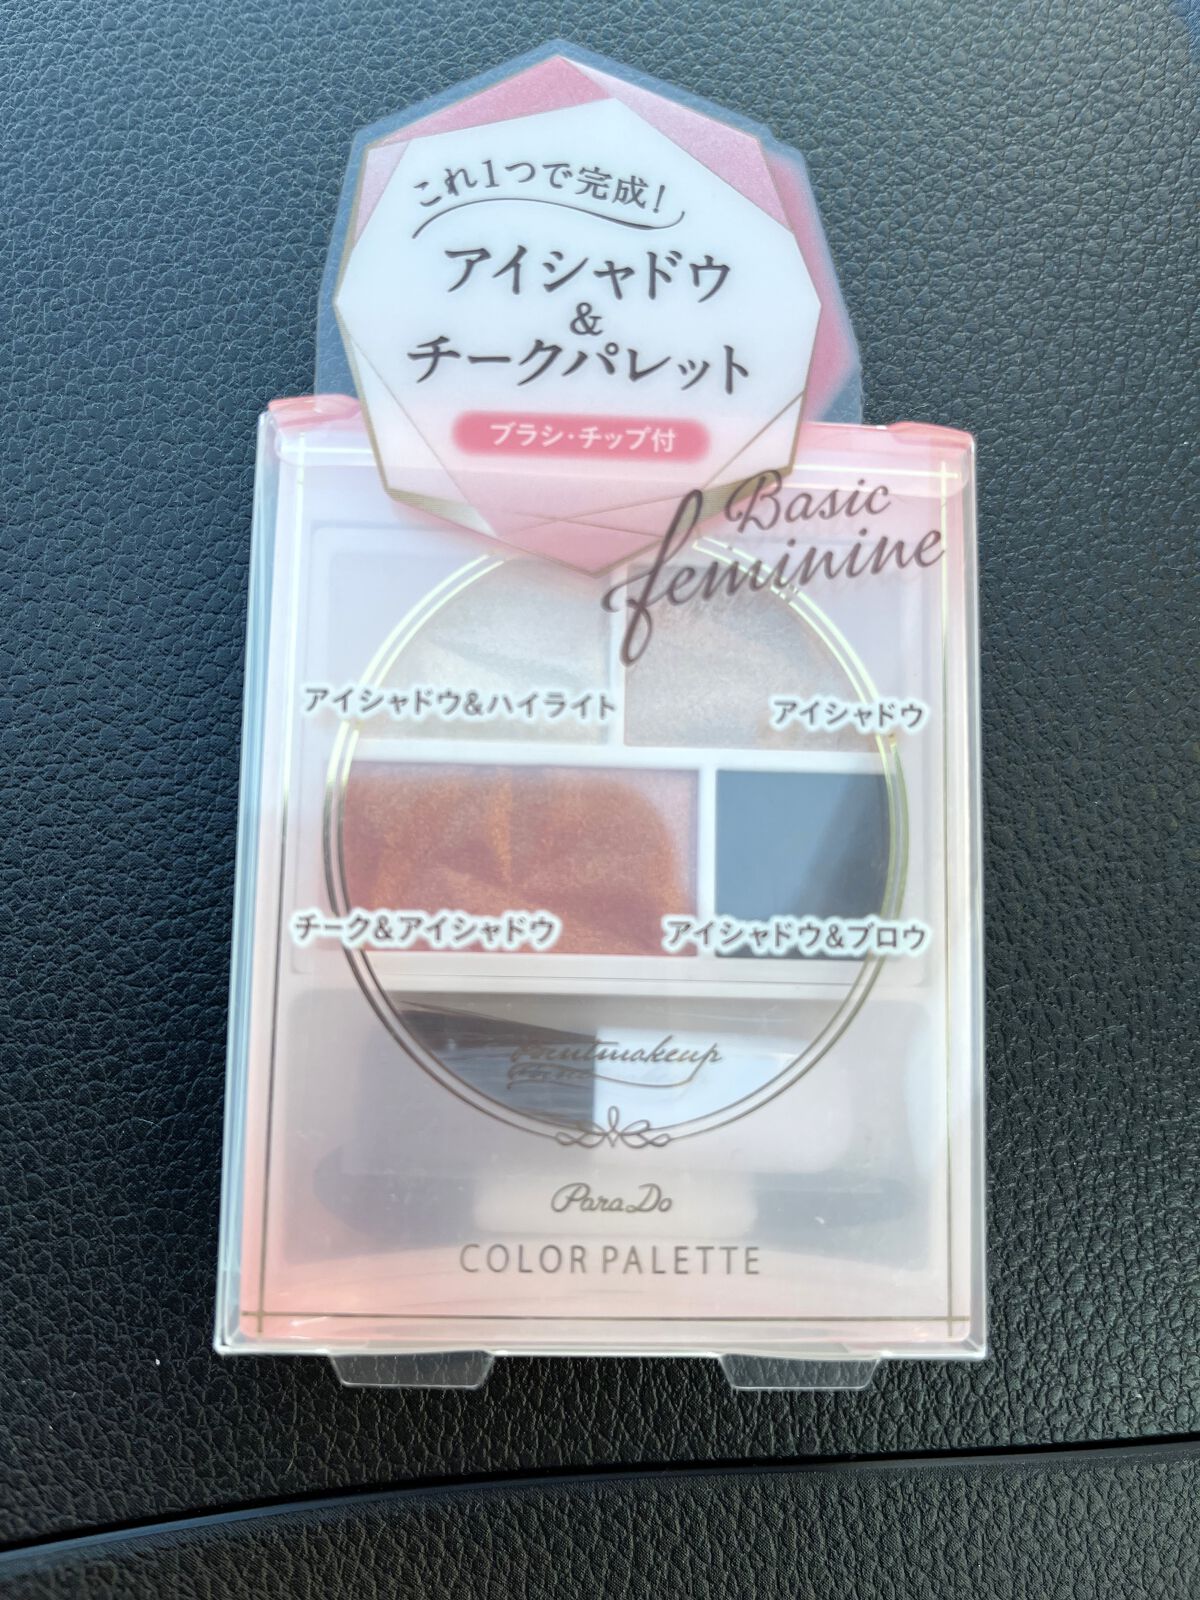 これ1つで完成!
アイシャドウ
&
チークパレット
ブラシ・チップ付
Basic
feminine
アイシャドウ&ハイライト
アイシャドウ
チーク&アイシャドウ
アイシャドウ&ブロウ
Pointmakeup
ParaDo
COLOR PALETTE